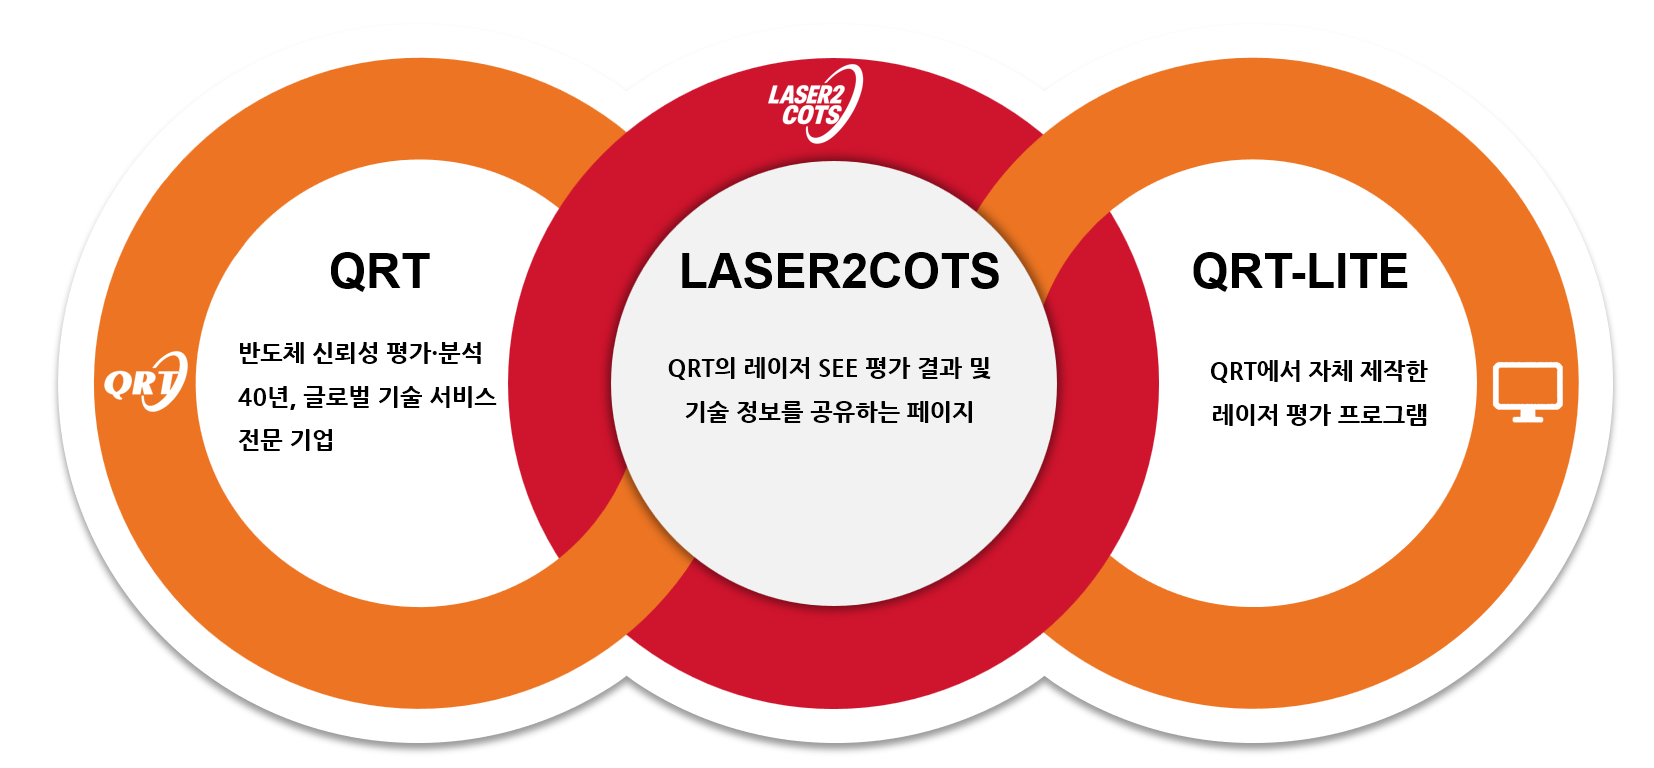 LASER2
COTS
QRT
QRT
반도체 신뢰성 평가·분석
40년, 글로벌 기술 서비스
전문 기업
LASER2COTS
QRT의 레이저 SEE 평가 결과 및
기술 정보를 공유하는 페이지
QRT-LITE
QRT에서 자체 제작한
레이저 평가 프로그램